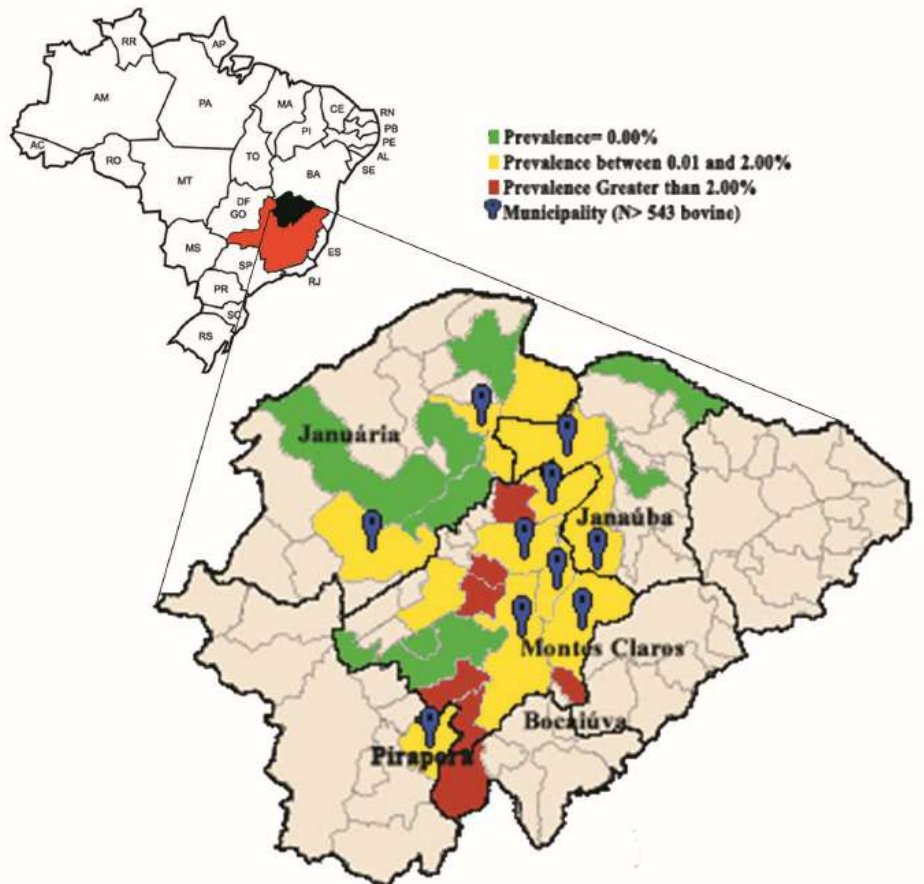 RR
AP
AM
PA
MA
CE
RN
PB
PE
AL
SE
PI
AC
RO
TO
BA
MT
DF
GO
MS
ES
SP
RJ
PR
SC
RS
Prevalence= 0.00%
Prevalence between 0.01 and 2.00%
Prevalence Greater than 2.00%
Municipality (N> 543 bovine)
Januária
Janaúba
Montes Claros
Bocaiúva
Pirapora